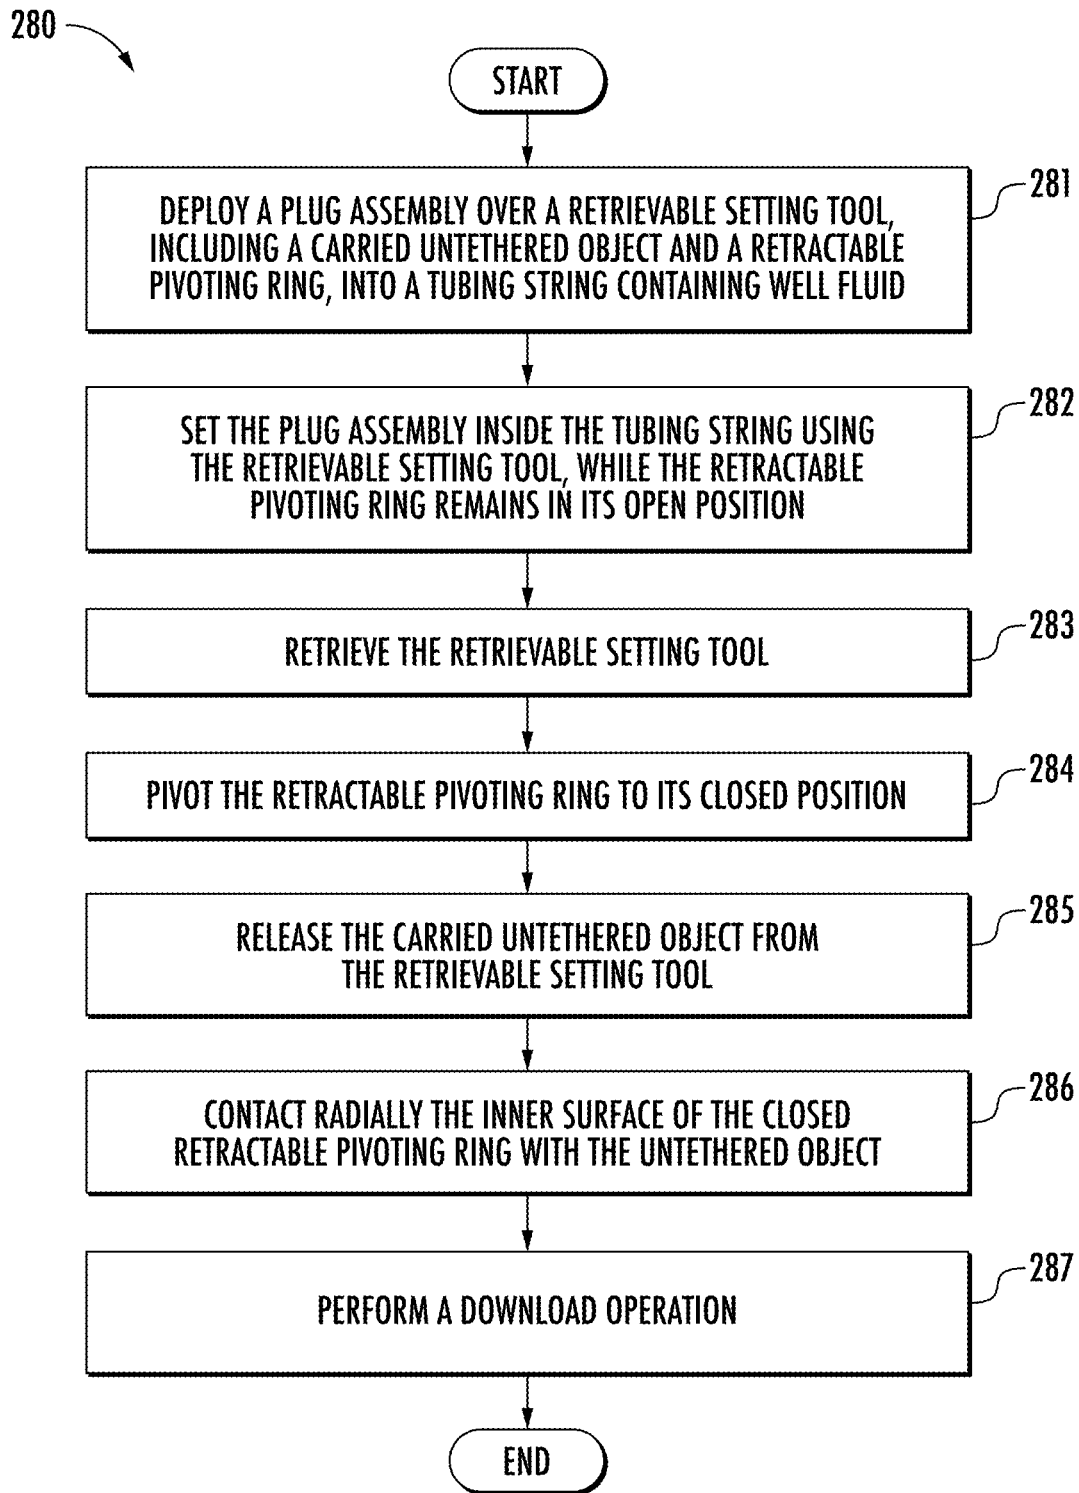 280
START
281
DEPLOY A PLUG ASSEMBLY OVER A RETRIEVABLE SETTING TOOL,
INCLUDING A CARRIED UNTETHERED OBJECT AND A RETRACTABLE
PIVOTING RING, INTO A TUBING STRING CONTAINING WELL FLUID
282
SET THE PLUG ASSEMBLY INSIDE THE TUBING STRING USING
THE RETRIEVABLE SETTING TOOL, WHILE THE RETRACTABLE
PIVOTING RING REMAINS IN ITS OPEN POSITION
283
RETRIEVE THE RETRIEVABLE SETTING TOOL
284
PIVOT THE RETRACTABLE PIVOTING RING TO ITS CLOSED POSITION
285
RELEASE THE CARRIED UNTETHERED OBJECT FROM
THE RETRIEVABLE SETTING TOOL
286
CONTACT RADIALLY THE INNER SURFACE OF THE CLOSED
RETRACTABLE PIVOTING RING WITH THE UNTETHERED OBJECT
287
PERFORM A DOWNLOAD OPERATION
END